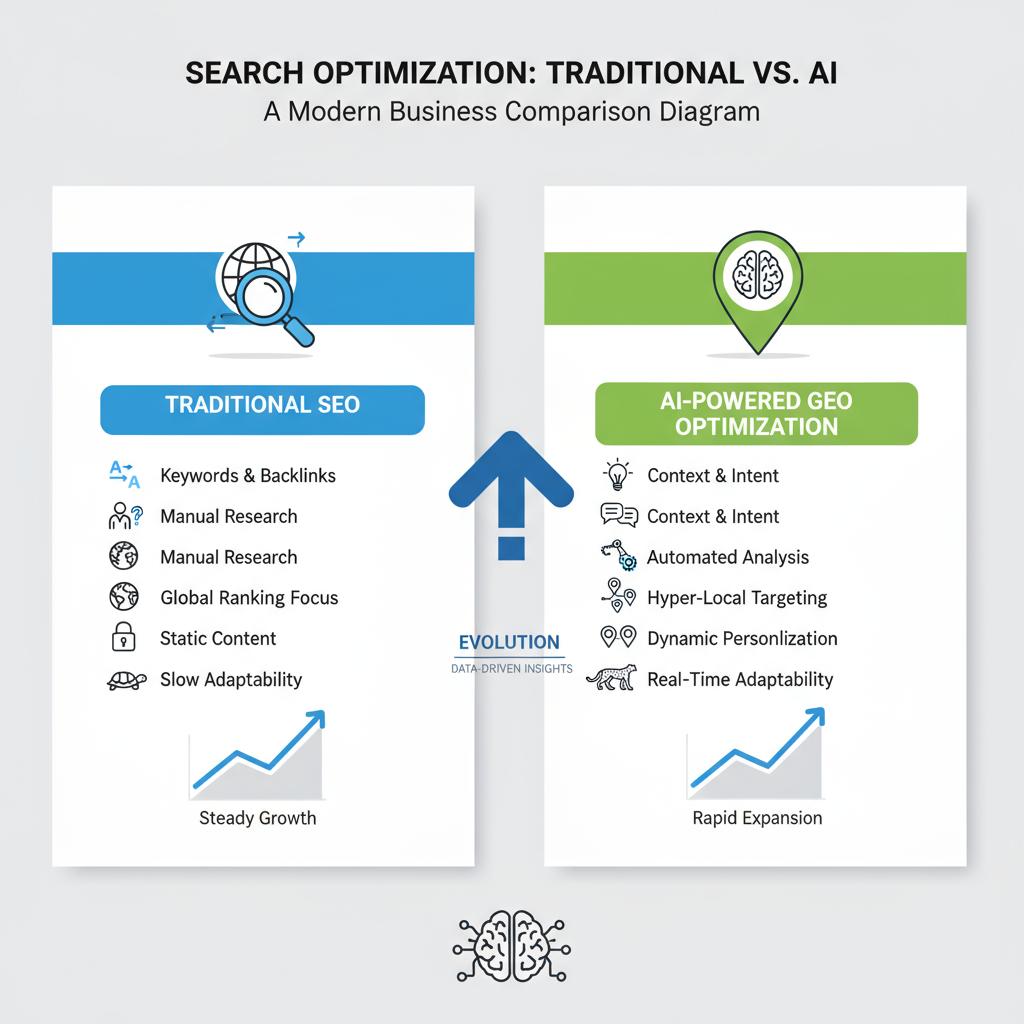 SEARCH OPTIMIZATION: TRADITIONAL VS. AI
A Modern Business Comparison Diagram
TRADITIONAL SEO
A
A
Keywords & Backlinks
?
Manual Research
Manual Research
Global Ranking Focus
Static Content
Slow Adaptability
Steady Growth
EVOLUTION
DATA-DRIVEN INSIGHTS
AI-POWERED GEO
OPTIMIZATION
Context & Intent
Context & Intent
Automated Analysis
Hyper-Local Targeting
Dynamic Personlization
Real-Time Adaptability
Rapid Expansion